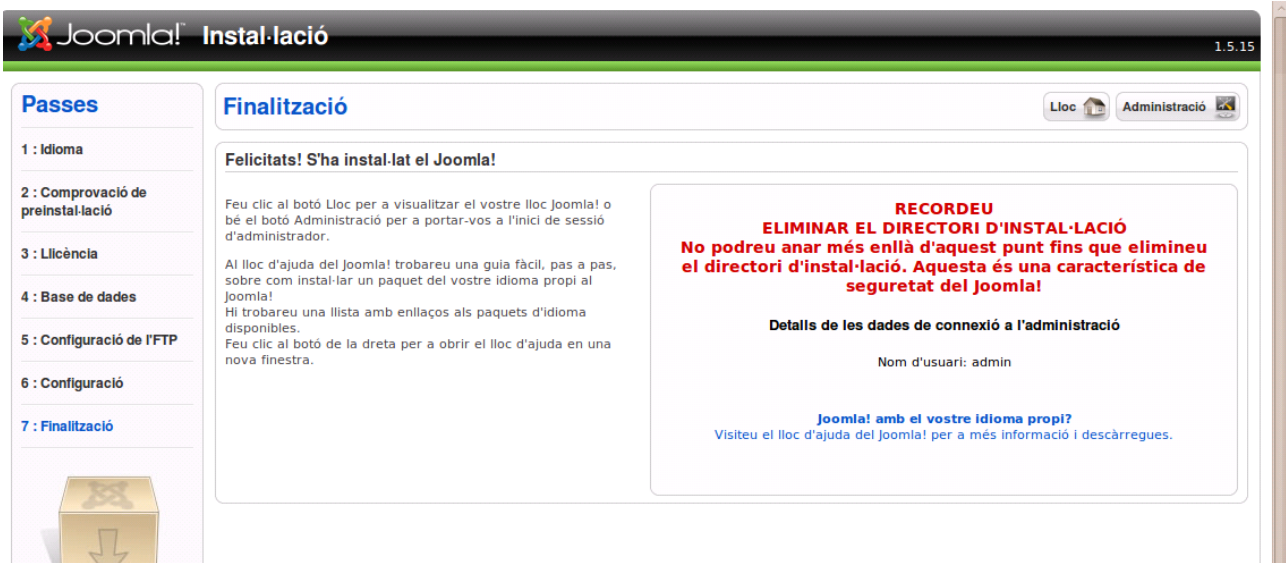 Joomla!™ Instal·lació
1.5.15
Passes
1 : Idioma
2 : Comprovació de
preinstal·lació
3 : Llicència
4 : Base de dades
5 : Configuració de l'FTP
6 : Configuració
7 : Finalització
Finalització
Lloc
Administració
Felicitats! S'ha instal·lat el Joomla!
Feu clic al botó Lloc per a visualitzar el vostre lloc Joomla! o
bé el botó Administració per a portar-vos a l'inici de sessió
d'administrador.
Al lloc d'ajuda del Joomla! trobareu una guia fàcil, pas a pas,
sobre com instal·lar un paquet del vostre idioma propi al
Joomla!
Hi trobareu una llista amb enllaços als paquets d'idioma
disponibles.
Feu clic al botó de la dreta per a obrir el lloc d'ajuda en una
nova finestra.
RECORDEU
ELIMINAR EL DIRECTORI D'INSTAL·LACIÓ
No podreu anar més enllà d'aquest punt fins que elimineu
el directori d'instal·lació. Aquesta és una característica de
seguretat del Joomla!
Detalls de les dades de connexió a l'administració
Nom d'usuari: admin
Joomla! amb el vostre idioma propi?
Visiteu el lloc d'ajuda del Joomla! per a més informació i descàrregues.